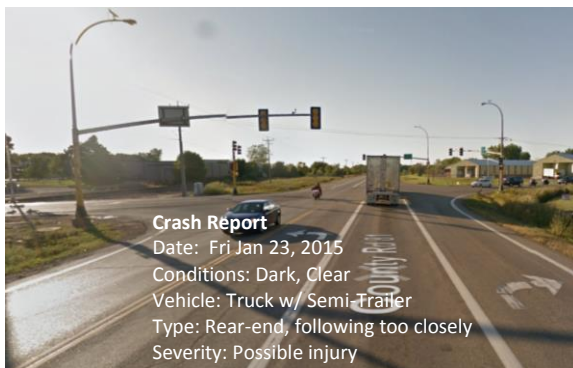 Crash Report
Date: Fri Jan 23, 2015
Conditions: Dark, Clear
Vehicle: Truck w/ Semi-Trailer
Type: Rear-end, following too closely
Severity: Possible injury
County Rd